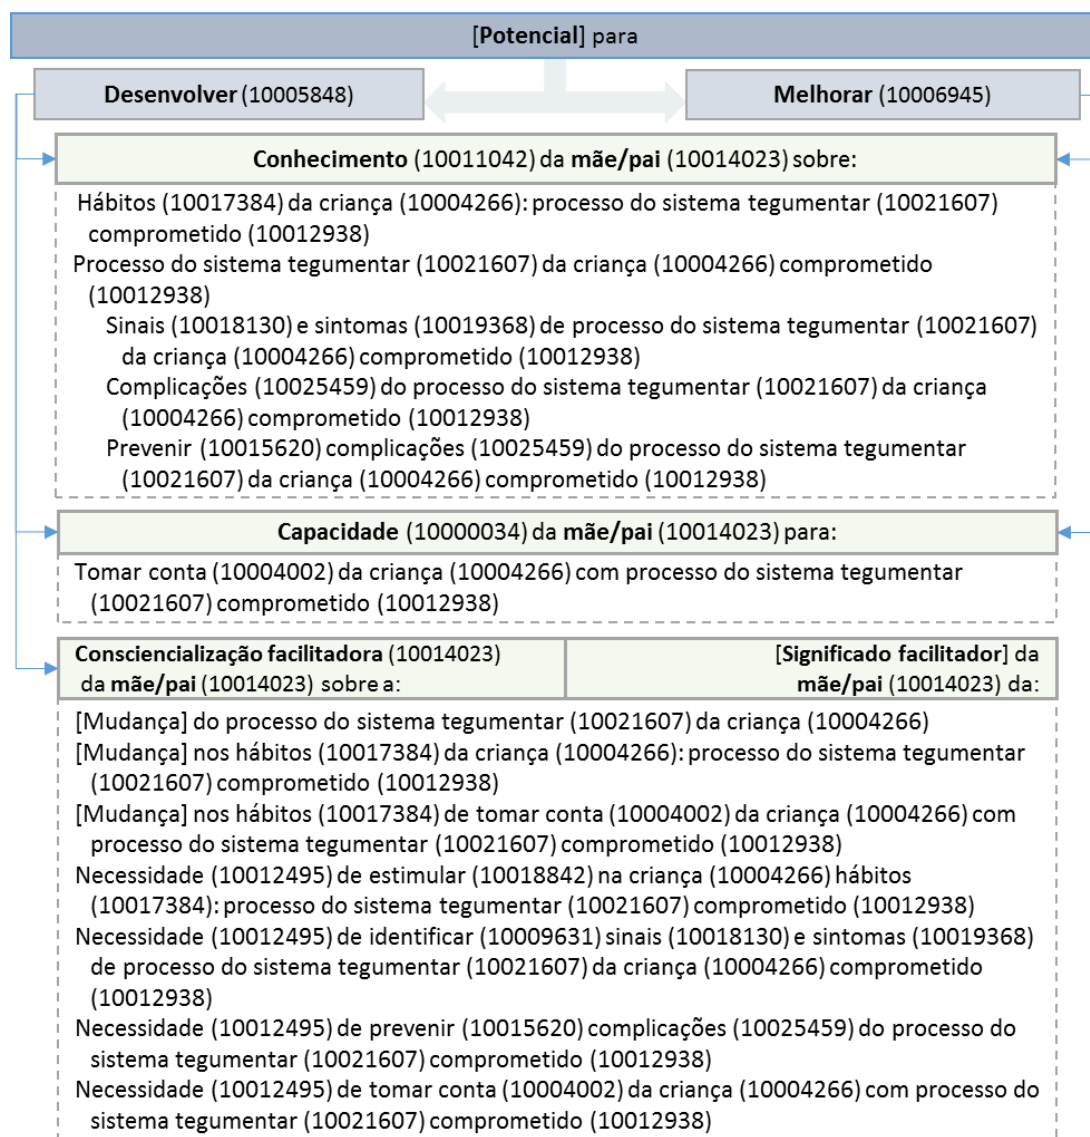 [Potencial] para
Desenvolver (10005848)
Melhorar (10006945)
Conhecimento (10011042) da mãe/pai (10014023) sobre:
Hábitos (10017384) da criança (10004266): processo do sistema tegumentar (10021607)
comprometido (10012938)
Processo do sistema tegumentar (10021607) da criança (10004266) comprometido
(10012938)
Sinais (10018130) e sintomas (10019368) de processo do sistema tegumentar (10021607)
da criança (10004266) comprometido (10012938)
Complicações (10025459) do processo do sistema tegumentar (10021607) da criança
(10004266) comprometido (10012938)
Prevenir (10015620) complicações (10025459) do processo do sistema tegumentar
(10021607) da criança (10004266) comprometido (10012938)
Capacidade (10000034) da mãe/pai (10014023) para:
Tomar conta (10004002) da criança (10004266) com processo do sistema tegumentar
(10021607) comprometido (10012938)
Consciencialização facilitadora (10014023)
da mãe/pai (10014023) sobre a:
[Significado facilitador] da
mãe/pai (10014023) da:
[Mudança] do processo do sistema tegumentar (10021607) da criança (10004266)
[Mudança] nos hábitos (10017384) da criança (10004266): processo do sistema tegumentar
(10021607) comprometido (10012938)
[Mudança] nos hábitos (10017384) de tomar conta (10004002) da criança (10004266) com
processo do sistema tegumentar (10021607) comprometido (10012938)
Necessidade (10012495) de estimular (10018842) na criança (10004266) hábitos
(10017384): processo do sistema tegumentar (10021607) comprometido (10012938)
Necessidade (10012495) de identificar (10009631) sinais (10018130) e sintomas (10019368)
de processo do sistema tegumentar (10021607) da criança (10004266) comprometido
(10012938)
Necessidade (10012495) de prevenir (10015620) complicações (10025459) do processo do
sistema tegumentar (10021607) comprometido (10012938)
Necessidade (10012495) de tomar conta (10004002) da criança (10004266) com processo do
sistema tegumentar (10021607) comprometido (10012938)